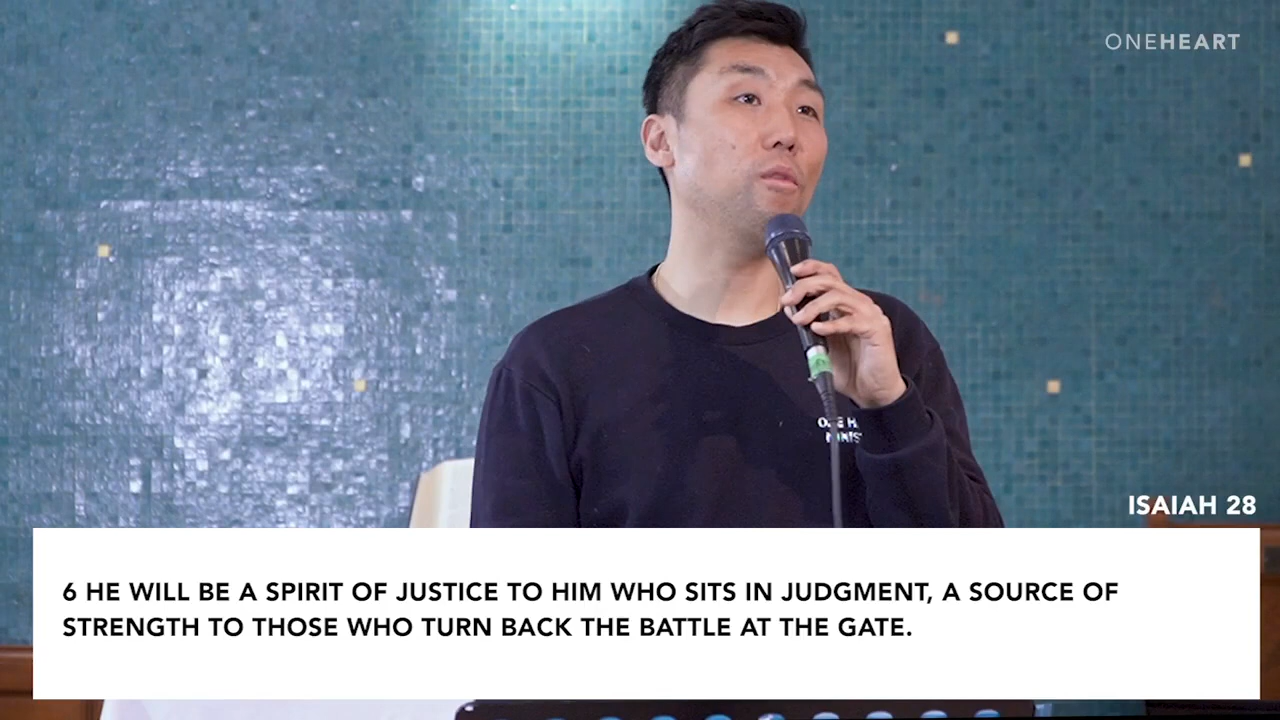 ONEHEART
ISAIAH 28
6 HE WILL BE A SPIRIT OF JUSTICE TO HIM WHO SITS IN JUDGMENT, A SOURCE OF
STRENGTH TO THOSE WHO TURN BACK THE BATTLE AT THE GATE.